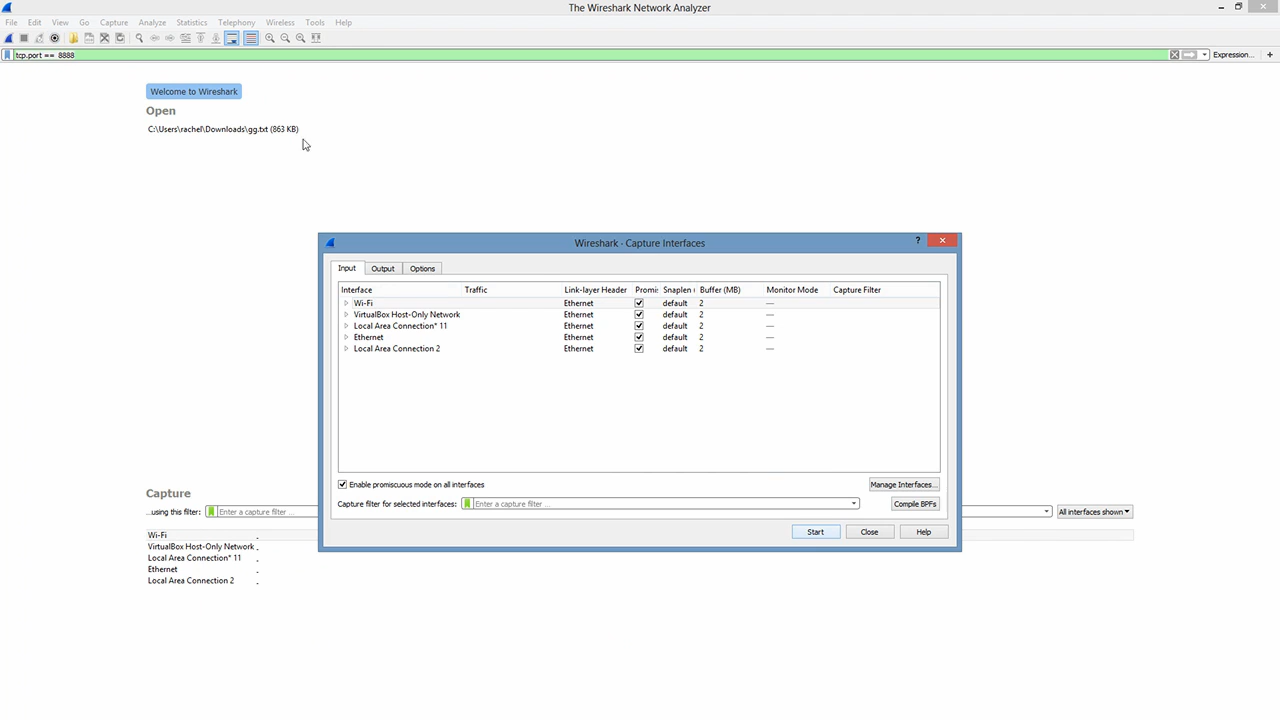 The Wireshark Network Analyzer
File Edit View Go Capture Analyze Statistics Telephony Wireless Tools Help
tcp.port == 8888
Expression... +
Welcome to Wireshark
Open
C:\Users\rachel\Downloads\gg.txt (863 KB)
Wireshark - Capture Interfaces
?
Input Output Options
Interface Traffic Link-layer Header Promis Snaplen ( Buffer (MB) Monitor Mode Capture Filter
Wi-Fi Ethernet default 2 —
VirtualBox Host-Only Network Ethernet default 2 —
Local Area Connection* 11 Ethernet default 2 —
Ethernet Ethernet default 2 —
Local Area Connection 2 Ethernet default 2 —
Enable promiscuous mode on all interfaces
Manage Interfaces...
Capture filter for selected interfaces: Enter a capture filter ...
Compile BPFs
Start Close Help
Capture
...using this filter: Enter a capture filter ...
All interfaces shown
Wi-Fi
VirtualBox Host-Only Network
Local Area Connection* 11
Ethernet
Local Area Connection 2